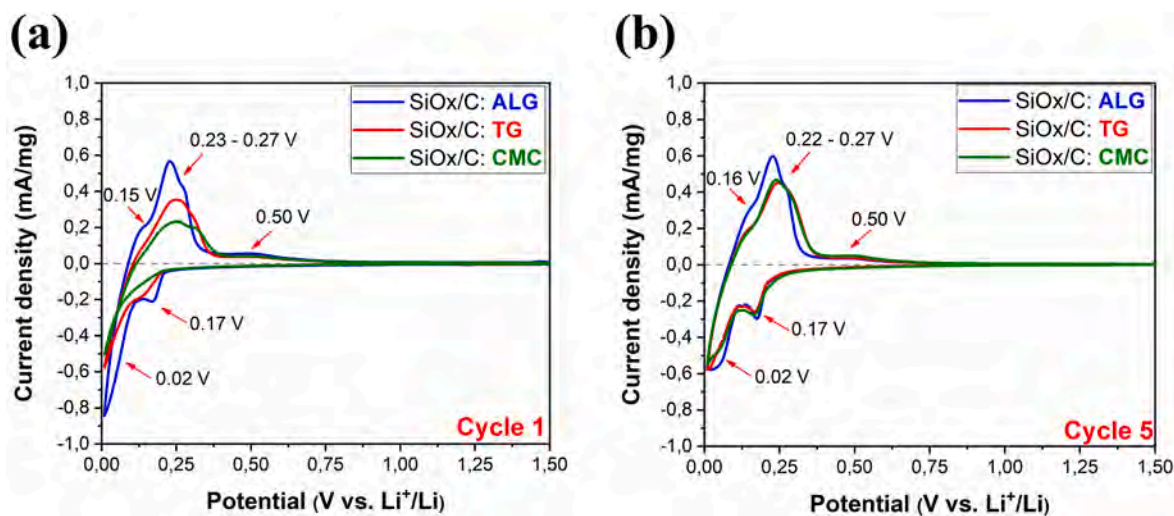 (a)
1,0
0,8
0,6
0,4
0,2
0,0
-0,2
-0,4
-0,6
-0,8
-1,0
Current density (mA/mg)
SiOx/C: ALG
SiOx/C: TG
SiOx/C: CMC
0.23 - 0.27 V
0.15 V
0.50 V
0.17 V
0.02 V
Cycle 1
0,00 0,25 0,50 0,75 1,00 1,25 1,50
Potential (V vs. Li⁺/Li)
(b)
1,0
0,8
0,6
0,4
0,2
0,0
-0,2
-0,4
-0,6
-0,8
-1,0
Current density (mA/mg)
SiOx/C: ALG
SiOx/C: TG
SiOx/C: CMC
0.22 - 0.27 V
0.16 V
0.50 V
0.17 V
0.02 V
Cycle 5
0,00 0,25 0,50 0,75 1,00 1,25 1,50
Potential (V vs. Li⁺/Li)